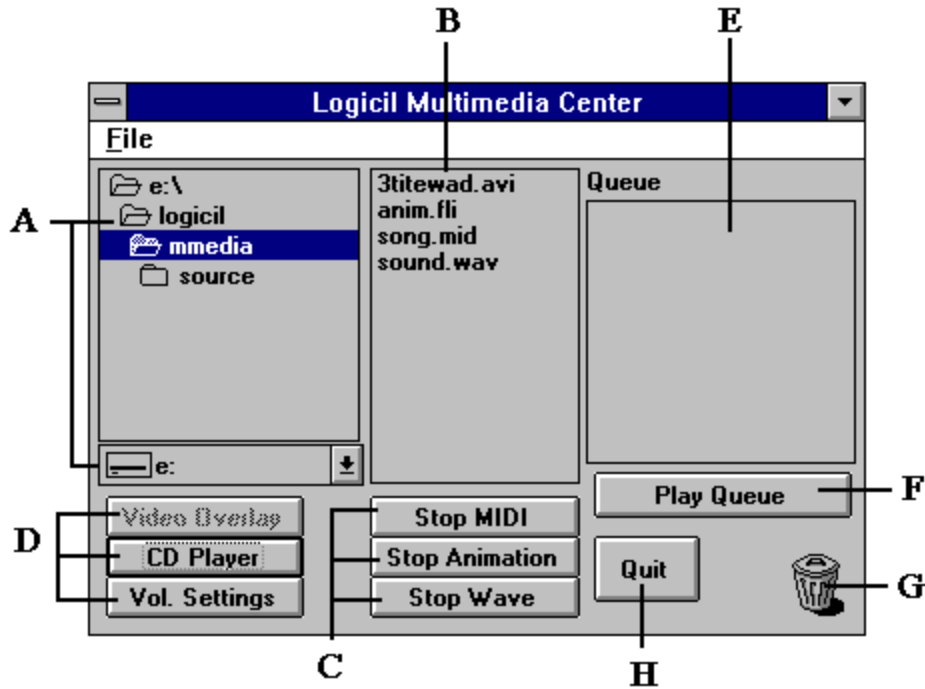 B E
Logicil Multimedia Center
File
A
e:\
logicil
mmedia
source
e:
3titewad.avi
anim.fli
song.mid
sound.wav
Queue
Play Queue F
D
Video Overlay
CD Player
Vol. Settings
Stop MIDI
Stop Animation
Stop Wave
Quit
G
C H